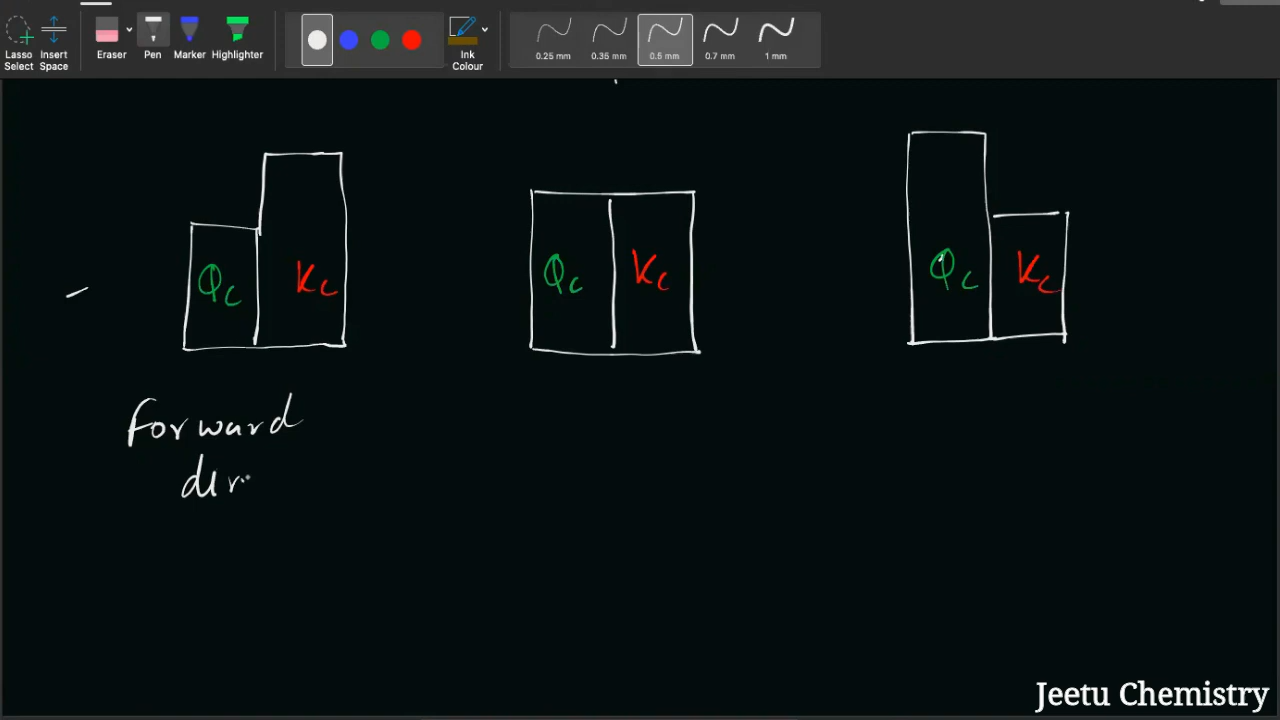 Lasso Select
Insert Space
Eraser
Pen
Marker
Highlighter
Ink Colour
0.25 mm
0.35 mm
0.5 mm
0.7 mm
1 mm
Qc Kc
Qc Kc
Qc Kc
forward
dir
Jeetu Chemistry